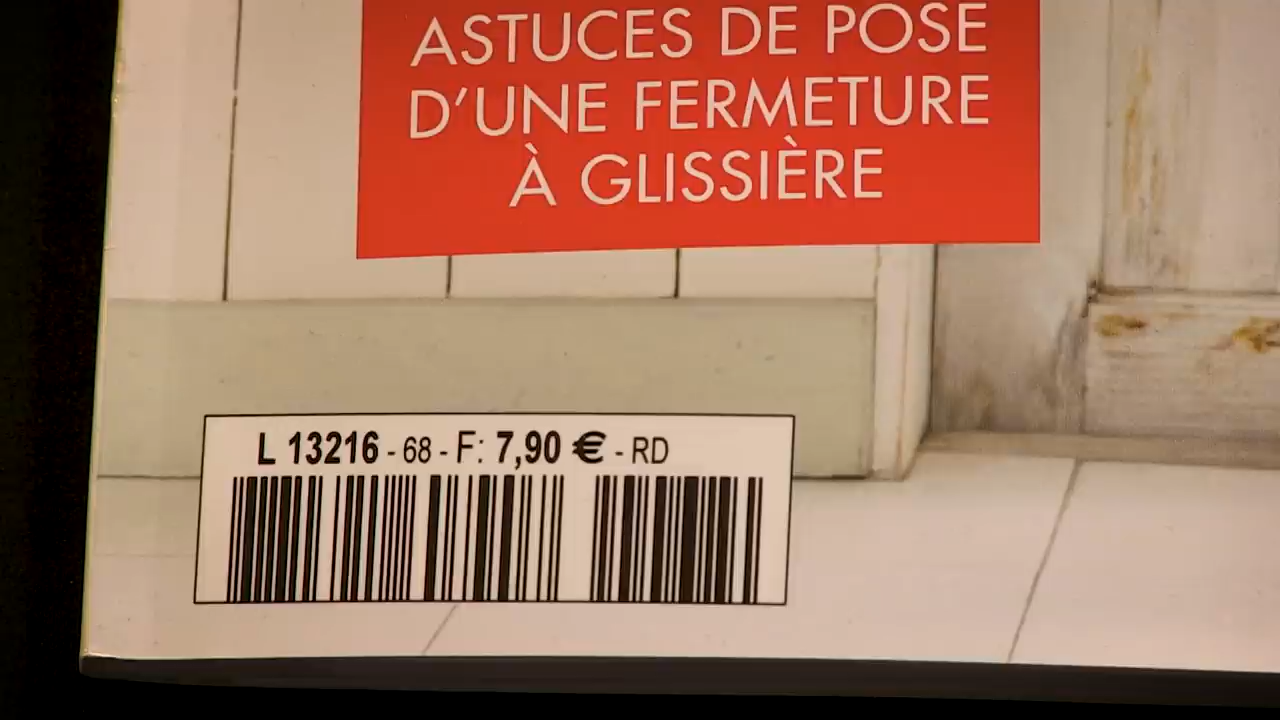 ASTUCES DE POSE
D'UNE FERMETURE
À GLISSIÈRE
L 13216 - 68 - F: 7,90 € - RD